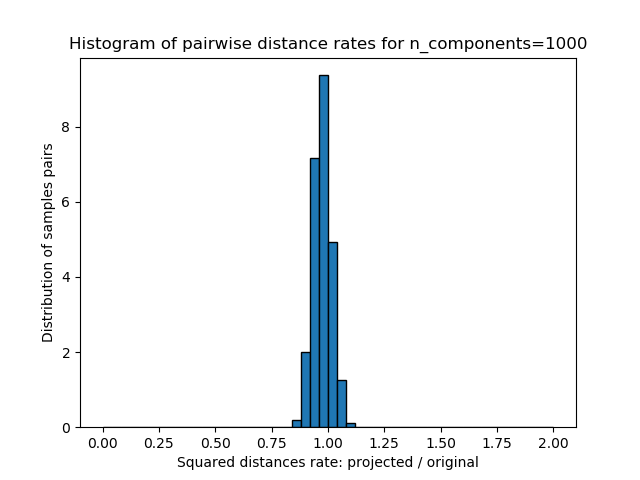 Histogram of pairwise distance rates for n_components=1000
Distribution of samples pairs
8
6
4
2
0
0.00 0.25 0.50 0.75 1.00 1.25 1.50 1.75 2.00
Squared distances rate: projected / original